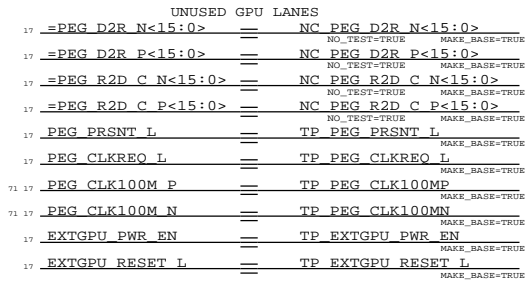 UNUSED GPU LANES
17 =PEG_D2R_N<15:0> NC_PEG_D2R_N<15:0>
NO_TEST=TRUE MAKE_BASE=TRUE
17 =PEG_D2R_P<15:0> NC_PEG_D2R_P<15:0>
NO_TEST=TRUE MAKE_BASE=TRUE
17 =PEG_R2D_C_N<15:0> NC_PEG_R2D_C_N<15:0>
NO_TEST=TRUE MAKE_BASE=TRUE
17 =PEG_R2D_C_P<15:0> NC_PEG_R2D_C_P<15:0>
NO_TEST=TRUE MAKE_BASE=TRUE
17 PEG_PRSNT_L TP_PEG_PRSNT_L
MAKE_BASE=TRUE
17 PEG_CLKREQ_L TP_PEG_CLKREQ_L
MAKE_BASE=TRUE
71 17 PEG_CLK100M_P TP_PEG_CLK100MP
MAKE_BASE=TRUE
71 17 PEG_CLK100M_N TP_PEG_CLK100MN
MAKE_BASE=TRUE
17 EXTGPU_PWR_EN TP_EXTGPU_PWR_EN
MAKE_BASE=TRUE
17 EXTGPU_RESET_L TP_EXTGPU_RESET_L
MAKE_BASE=TRUE